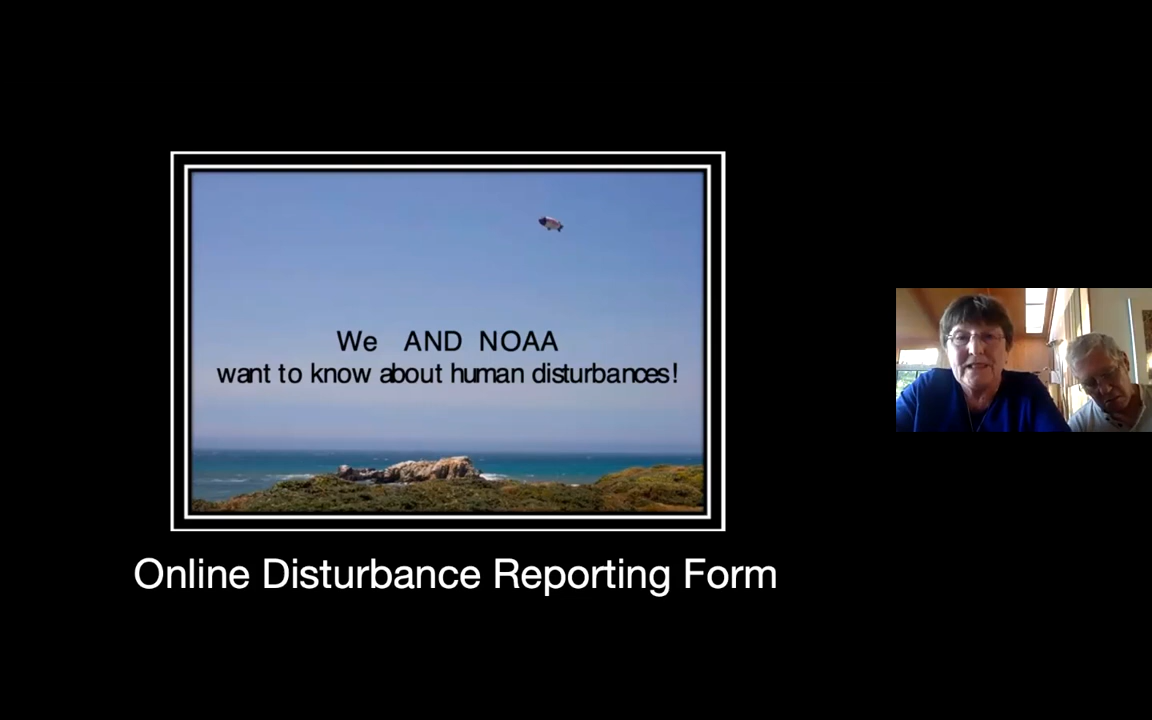 We AND NOAA
want to know about human disturbances!
Online Disturbance Reporting Form